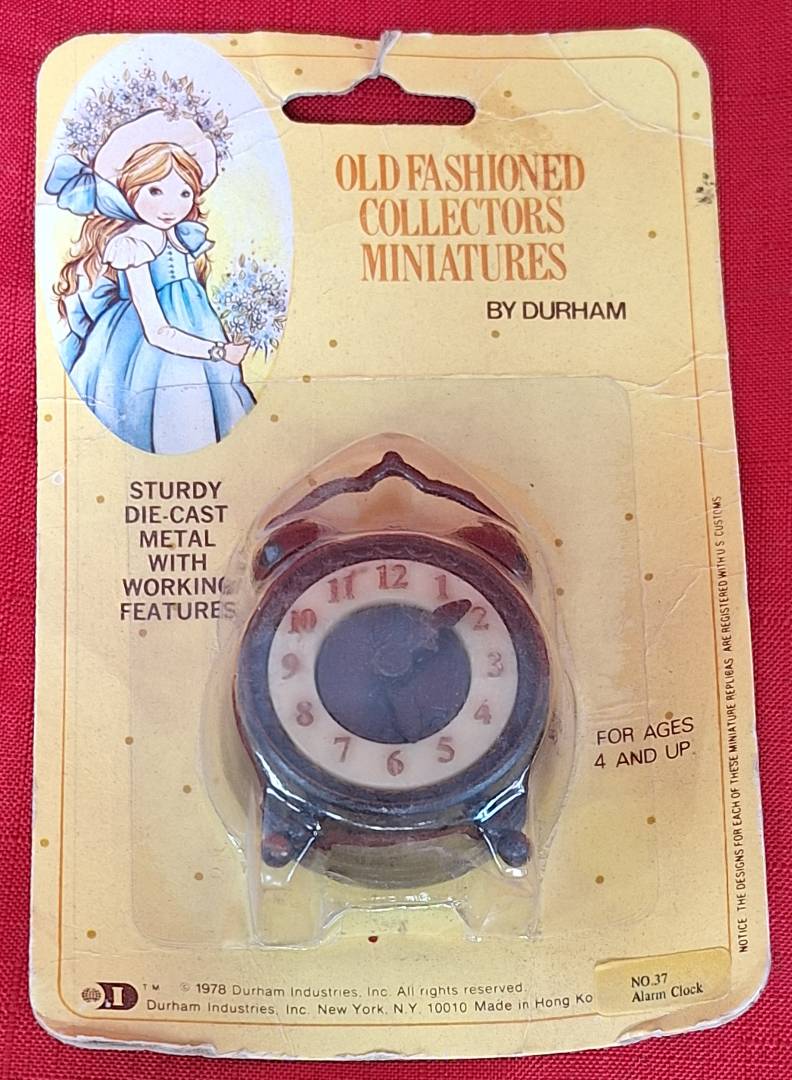 OLD FASHIONED
COLLECTORS
MINIATURES
BY DURHAM
STURDY
DIE-CAST
METAL
WITH
WORKING
FEATURES
12
1
2
3
4
5
6
7
8
9
10
11
FOR AGES
4 AND UP
NOTICE THE DESIGNS FOR EACH OF THESE MINIATURE REPLICAS ARE REGISTERED WITH U.S. CUSTOMS
D.I TM
© 1978 Durham Industries, Inc. All rights reserved.
Durham Industries, Inc. New York, N.Y. 10010 Made in Hong Ko
NO.37
Alarm Clock